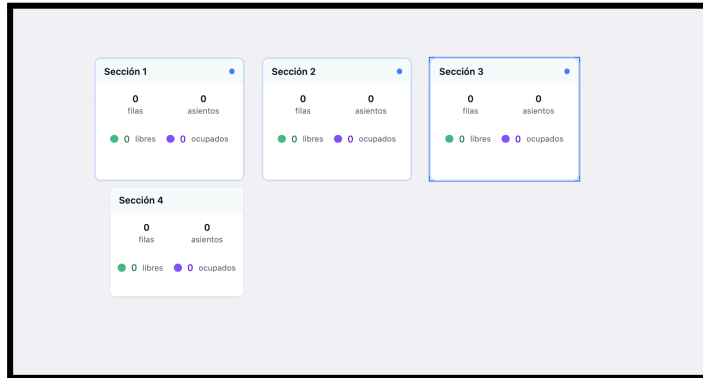 Sección 1
0 0
filas asientos
0 libres 0 ocupados
Sección 2
0 0
filas asientos
0 libres 0 ocupados
Sección 3
0 0
filas asientos
0 libres 0 ocupados
Sección 4
0 0
filas asientos
0 libres 0 ocupados